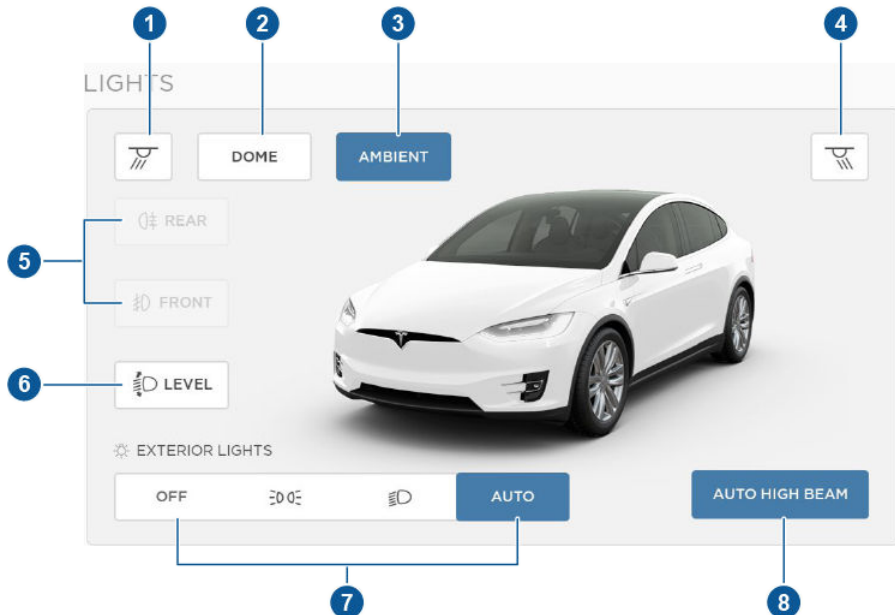 1 2 3 4
LIGHTS
DOME AMBIENT
REAR
5
FRONT
6 LEVEL
EXTERIOR LIGHTS
OFF AUTO AUTO HIGH BEAM
7 8